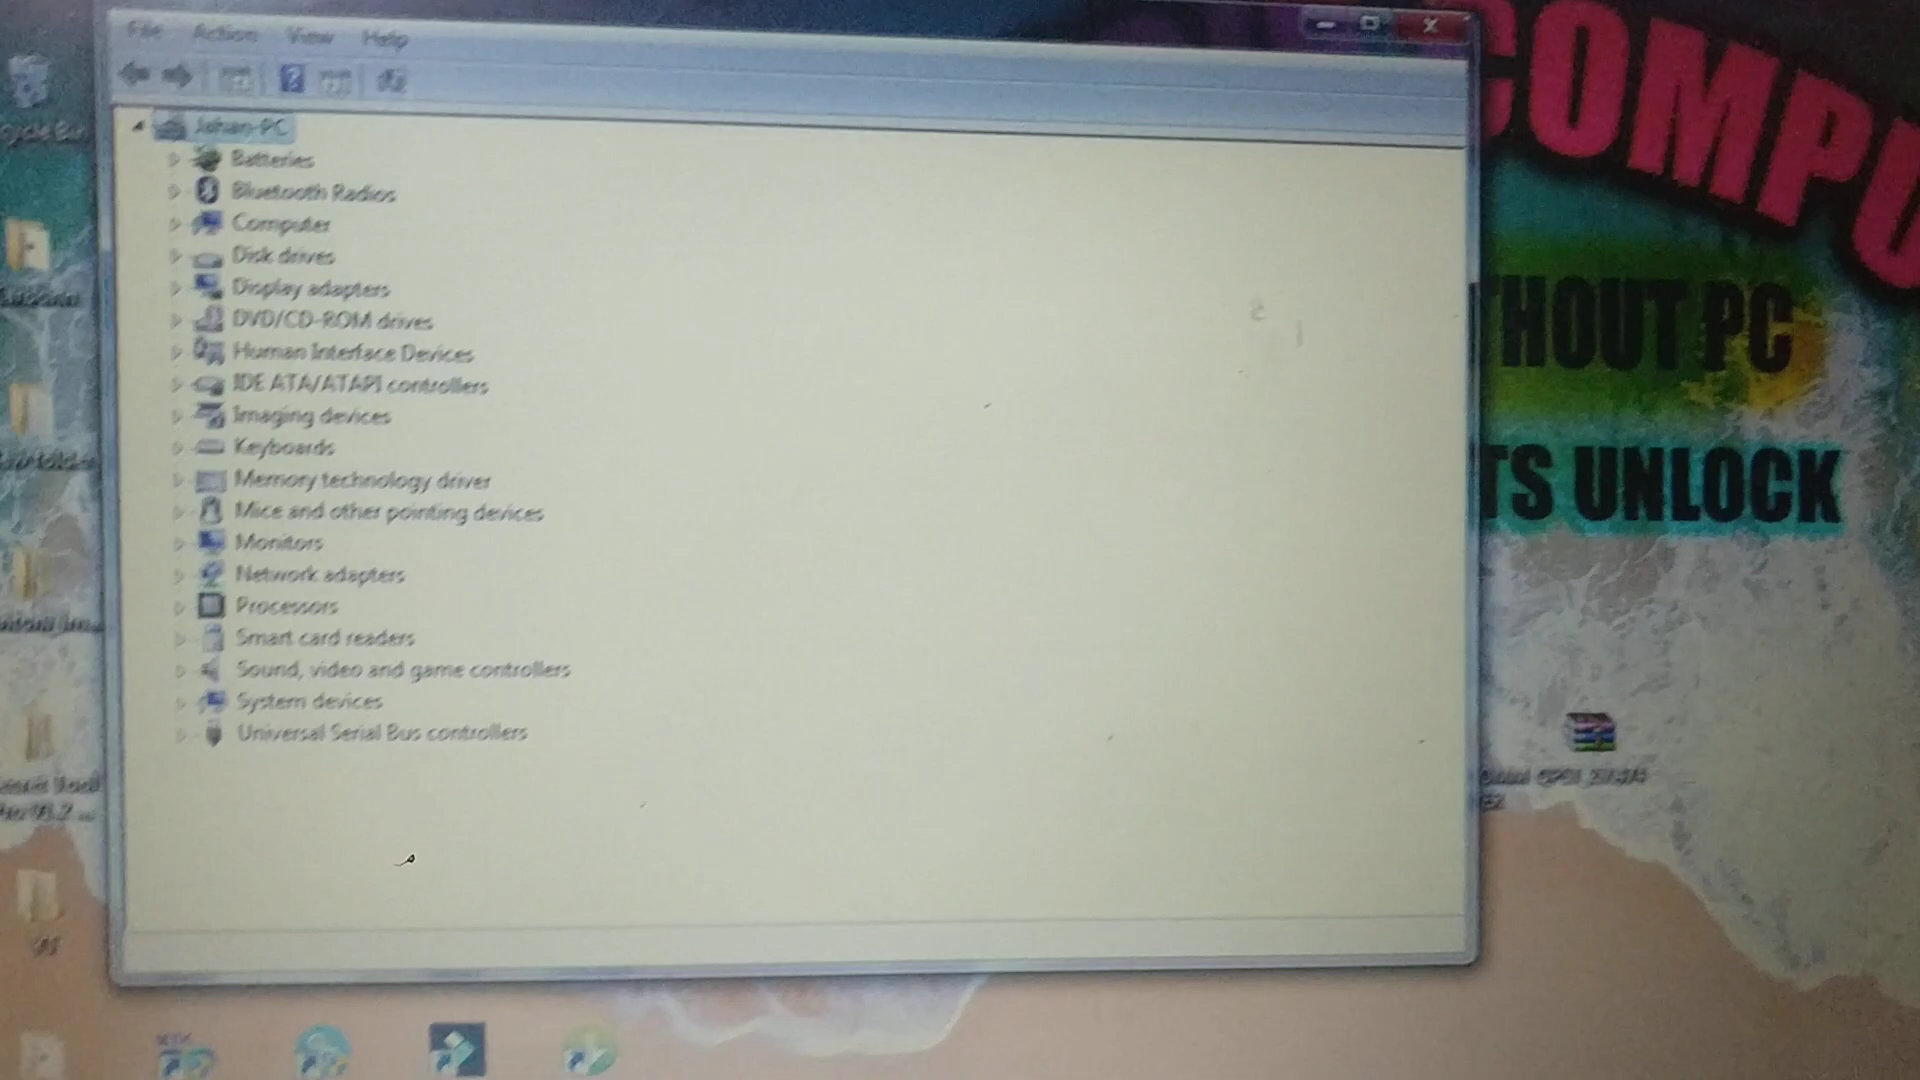 File Action View Help
Johan-PC
Batteries
Bluetooth Radios
Computer
Disk drives
Display adapters
DVD/CD-ROM drives
Human Interface Devices
IDE ATA/ATAPI controllers
Imaging devices
Keyboards
Memory technology driver
Mice and other pointing devices
Monitors
Network adapters
Processors
Smart card readers
Sound, video and game controllers
System devices
Universal Serial Bus controllers
COMPU
THOUT PC
TS UNLOCK